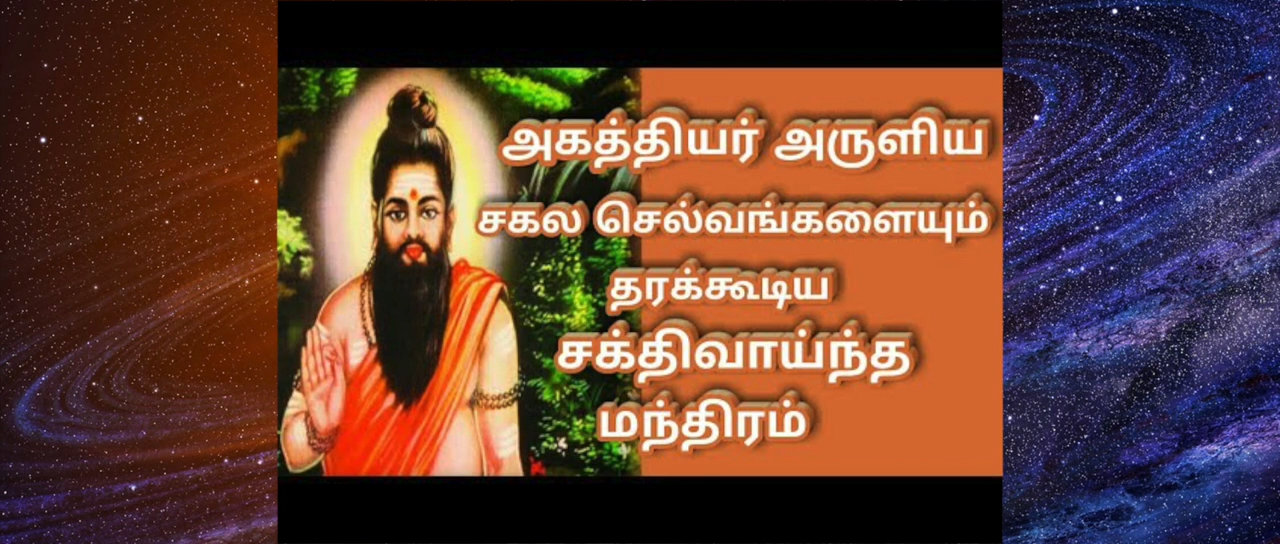 அகத்தியர் அருளிய
சகல செல்வங்களையும்
தரக்கூடிய
சக்திவாய்ந்த
மந்திரம்